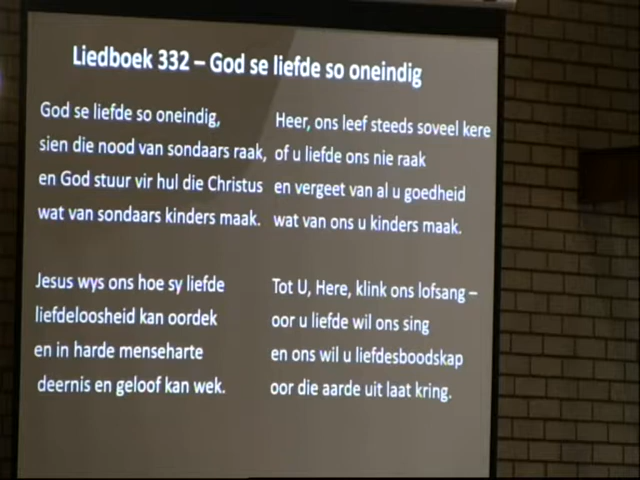 Liedboek 332 – God se liefde so oneindig
God se liefde so oneindig,
sien die nood van sondaars raak,
en God stuur vir hul die Christus
wat van sondaars kinders maak.
Jesus wys ons hoe sy liefde
liefdeloosheid kan oordek
en in harde menseharte
deernis en geloof kan wek.
Heer, ons leef steeds soveel kere
of u liefde ons nie raak
en vergeet van al u goedheid
wat van ons u kinders maak.
Tot U, Here, klink ons lofsang –
oor u liefde wil ons sing
en ons wil u liefdesboodskap
oor die aarde uit laat kring.